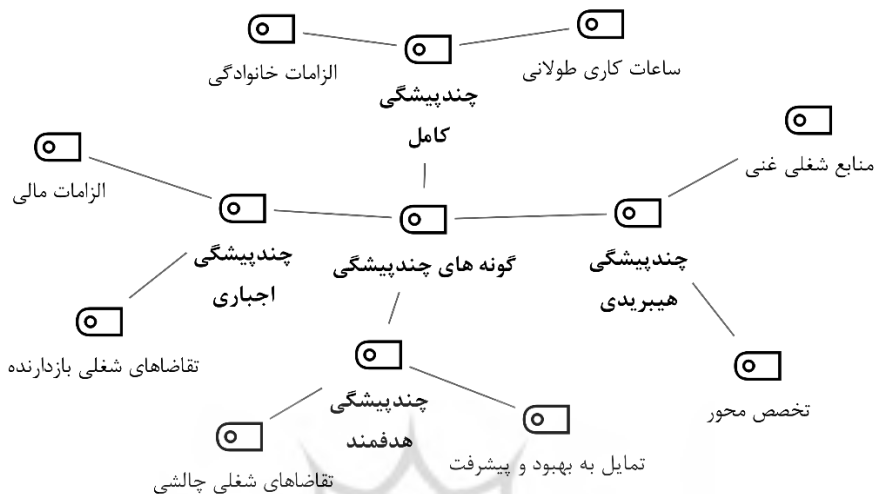 الزامات خانوادگی
ساعات کاری طولانی
چندپیشگی
کامل
منابع شغلی غنی
الزامات مالی
چندپیشگی
اجباری
گونه های چندپیشگی
چندپیشگی
هیبریدی
تقاضاهای شغلی بازدارنده
چندپیشگی
هدفمند
تخصص محور
تقاضاهای شغلی چالشی
تمایل به بهبود و پیشرفت